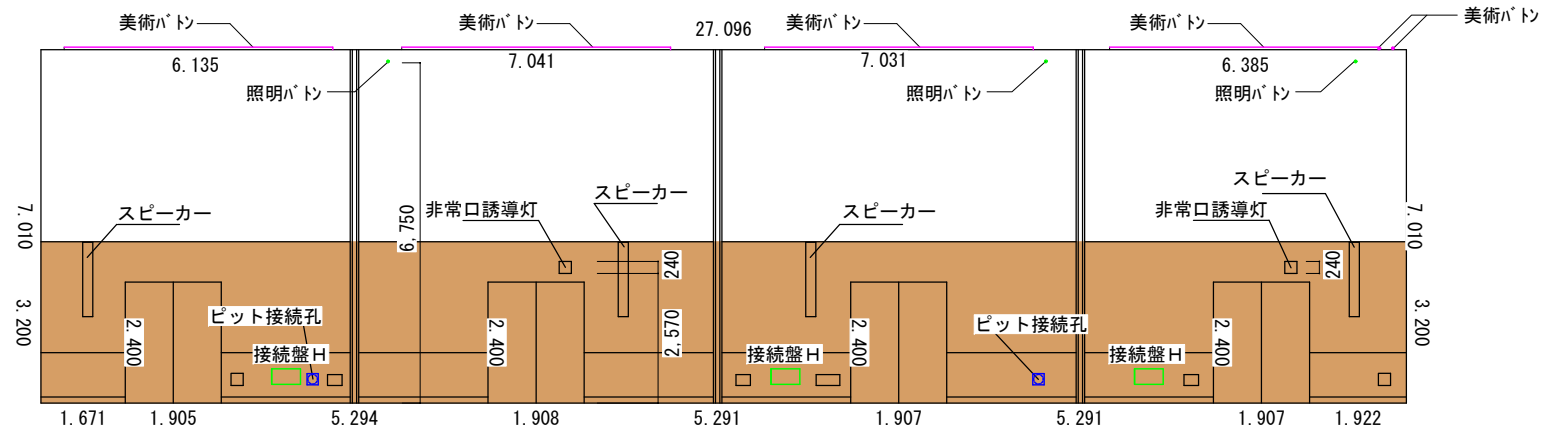 美術バトン
美術バトン
27.096
美術バトン
美術バトン
美術バトン
6.135
7.041
7.031
6.385
照明バトン
照明バトン
照明バトン
6,750
7.010
スピーカー
非常口誘導灯
スピーカー
スピーカー
非常口誘導灯
スピーカー
7.010
240
240
3.200
2.400
ピット接続孔
接続盤H
2.400
2,570
接続盤H
2.400
ピット接続孔
接続盤H
2.400
3.200
1.671
1.905
5.294
1.908
5.291
1.907
5.291
1.907
1.922